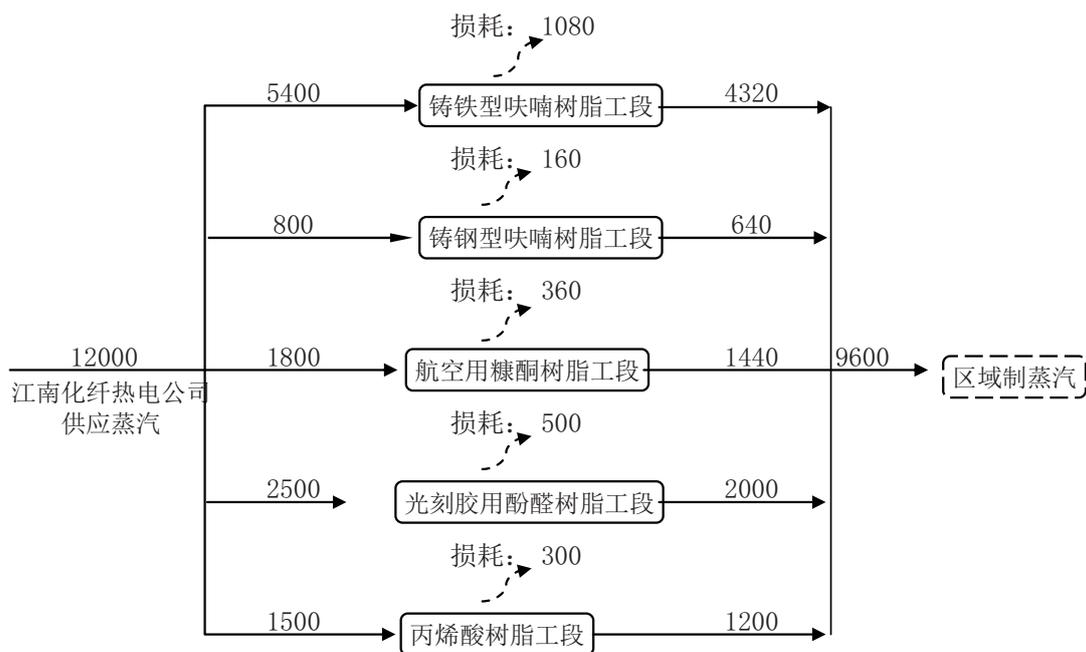 损耗： 1080
5400
铸铁型呋喃树脂工段
4320
损耗： 160
800
铸钢型呋喃树脂工段
640
损耗： 360
12000
江南化纤热电公司
供应蒸汽
1800
航空用糠酮树脂工段
1440
9600
区域制蒸汽
损耗： 500
2500
光刻胶用酚醛树脂工段
2000
损耗： 300
1500
丙烯酸树脂工段
1200